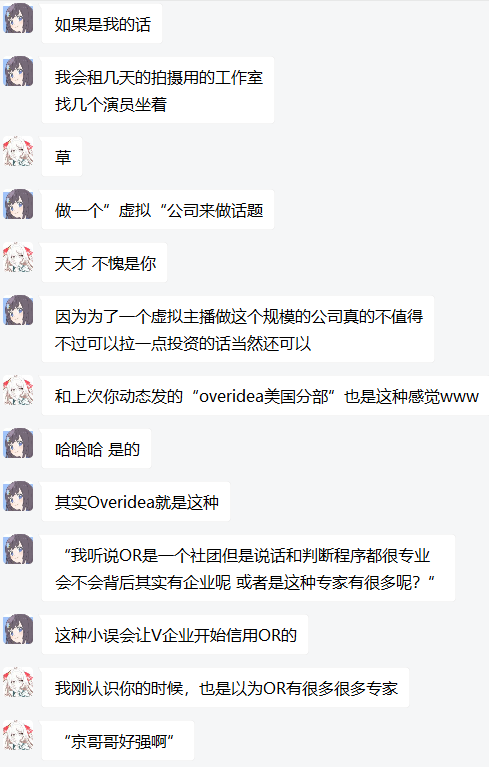 如果是我的话
我会租几天的拍摄用的工作室
找几个演员坐着
草
做一个”虚拟“公司来做话题
天才 不愧是你
因为为了一个虚拟主播做这个规模的公司真的不值得
不过可以拉一点投资的话当然还可以
和上次你动态发的“overidea美国分部”也是这种感觉www
哈哈哈 是的
其实Overidea就是这种
“我听说OR是一个社团但是说话和判断程序都很专业
会不会背后其实有企业呢 或者是这种专家有很多呢？“
这种小误会让V企业开始信用OR的
我刚认识你的时候，也是以为OR有很多很多专家
“京哥哥好强啊”